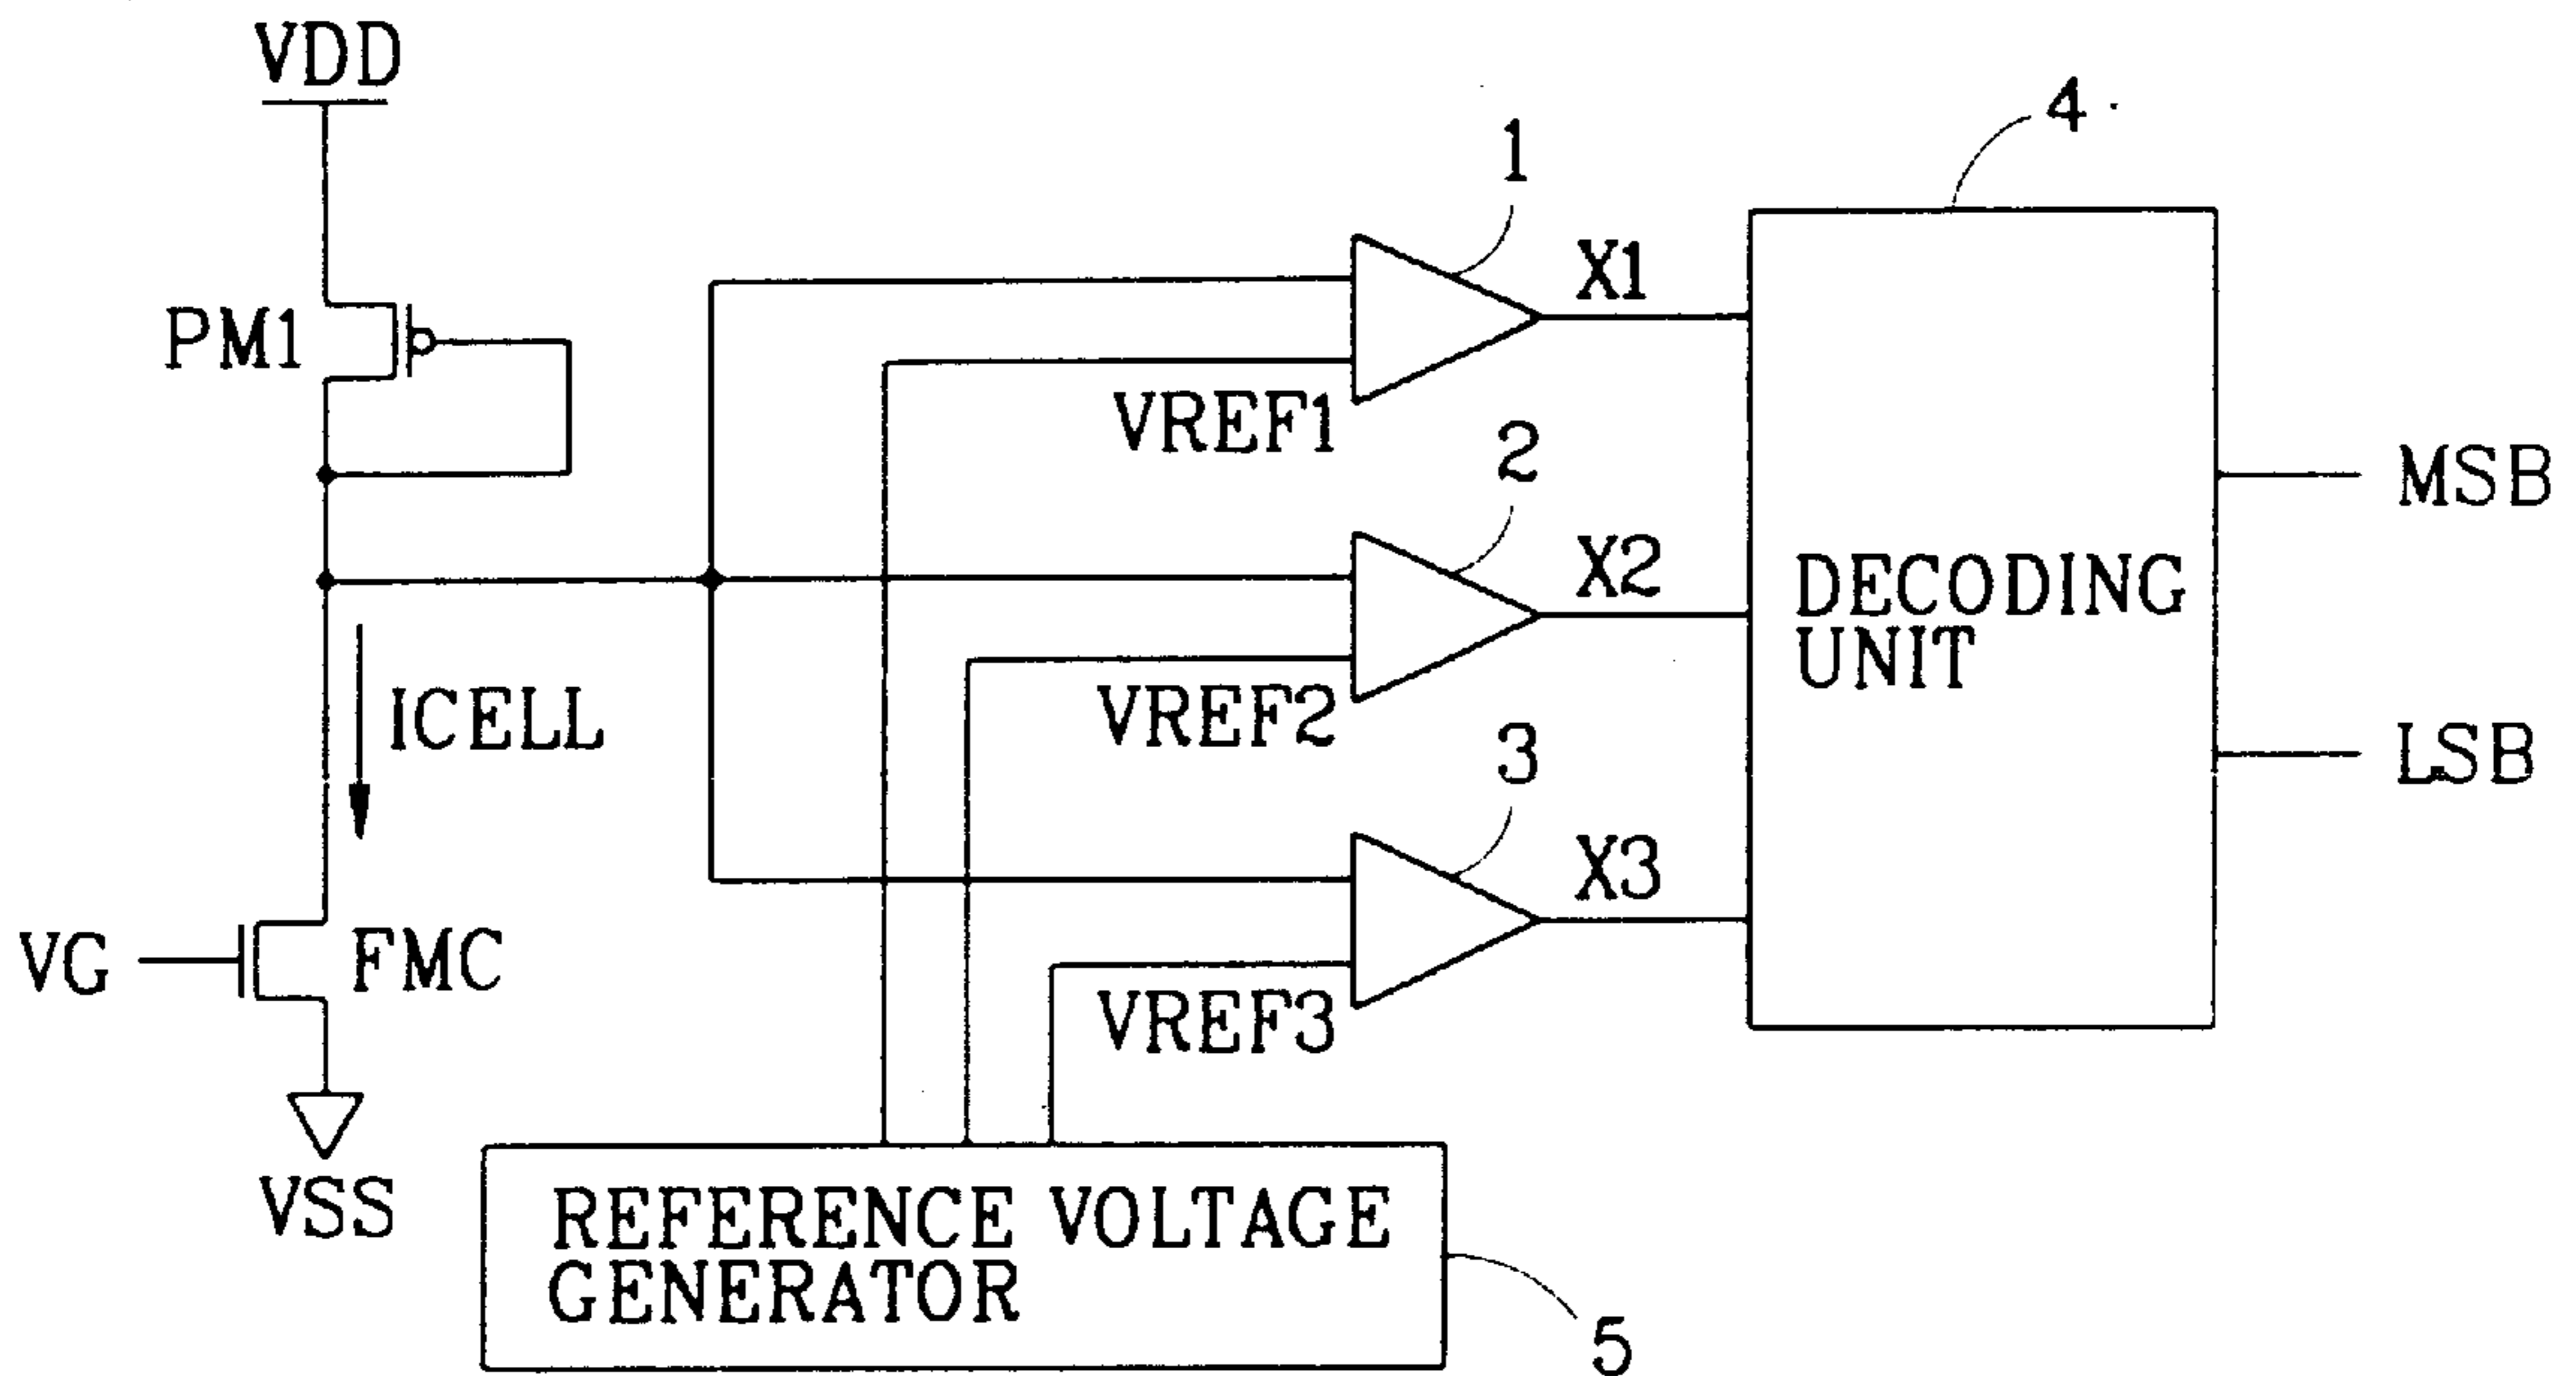 VDD
4
1
X1
PM1
VREF1
2
MSB
X2
DECODING
UNIT
ICELL
VREF2
3
LSB
X3
VG
FMC
VREF3
VSS
REFERENCE VOLTAGE
GENERATOR
5